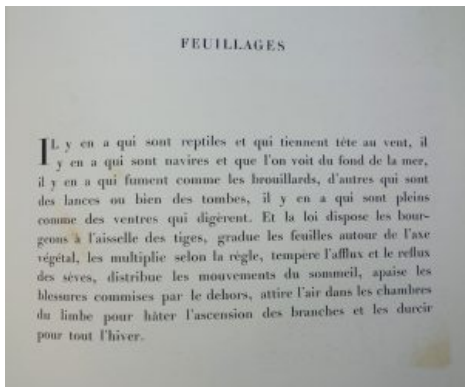 FEUILLAGES
IL y en a qui sont reptiles et qui tiennent tête au vent, il
y en a qui sont navires et que l'on voit du fond de la mer,
il y en a qui fument comme les brouillards, d'autres qui sont
des lances ou bien des tombes, il y en a qui sont pleins
comme des ventres qui digèrent. Et la loi dispose les bour-
geons à l'aisselle des tiges, gradue les feuilles autour de l'axe
végétal, les multiplie selon la règle, tempère l'afflux et le reflux
des sèves, distribue les mouvements du sommeil, apaise les
blessures commises par le dehors, attire l'air dans les chambres
du limbe pour hâter l'ascension des branches et les durcir
pour tout l'hiver.